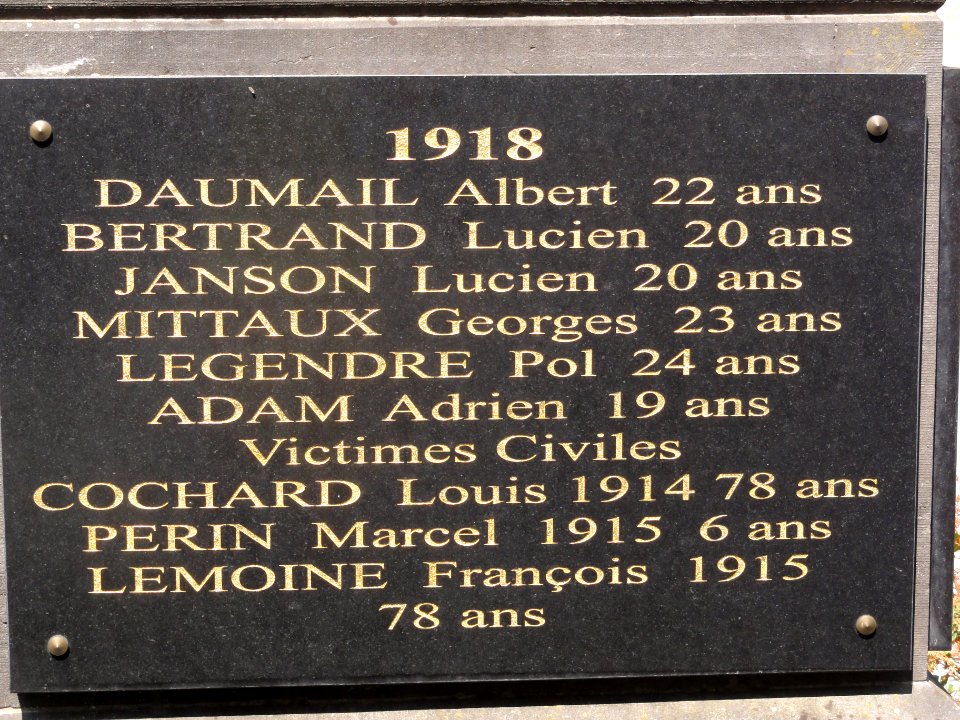 1918
DAUMAIL Albert 22 ans
BERTRAND Lucien 20 ans
JANSON Lucien 20 ans
MITTAUX Georges 23 ans
LEGENDRE Pol 24 ans
ADAM Adrien 19 ans
Victimes Civiles
COCHARD Louis 1914 78 ans
PERIN Marcel 1915 6 ans
LEMOINE François 1915
78 ans